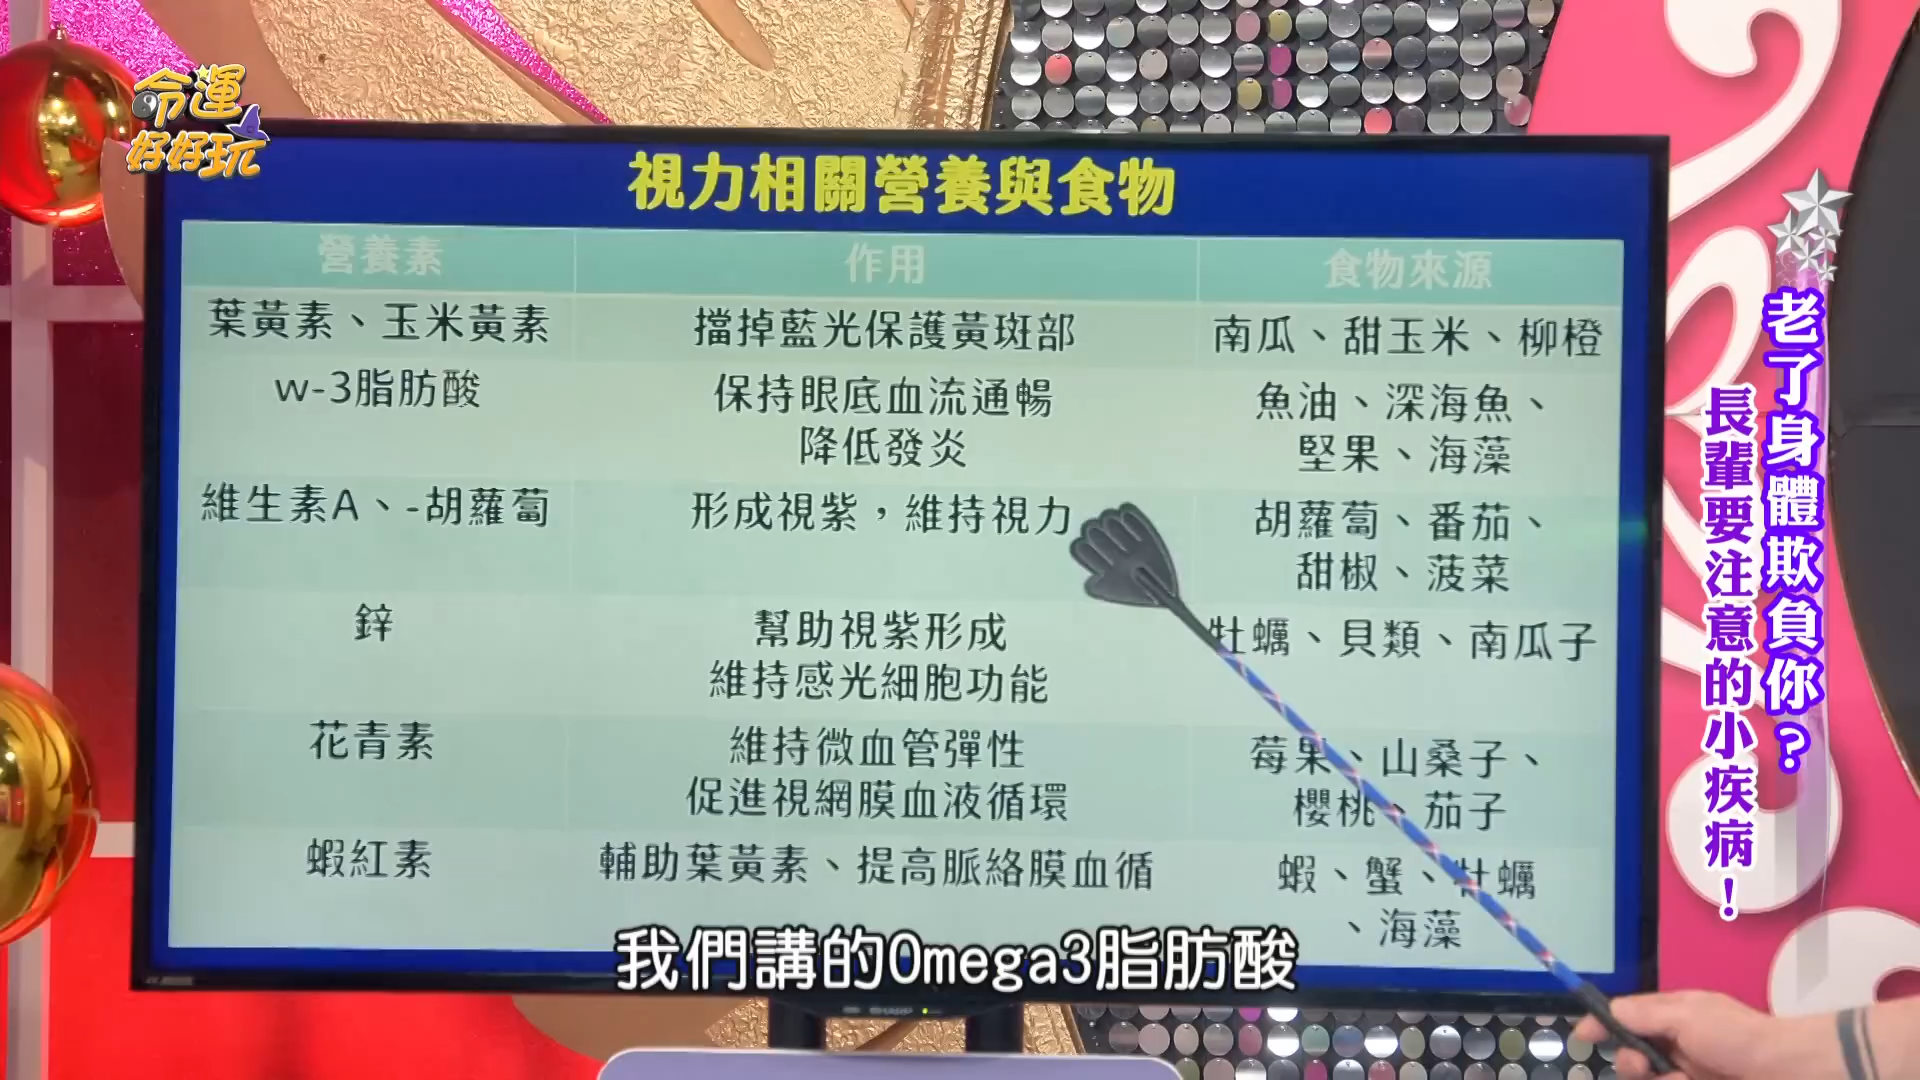 命運
好好玩
視力相關營養與食物
營養素 作用 食物來源
葉黃素、玉米黃素 擋掉藍光保護黃斑部 南瓜、甜玉米、柳橙
w-3脂肪酸 保持眼底血流通暢 魚油、深海魚、
降低發炎 堅果、海藻
維生素A、-胡蘿蔔 形成視紫，維持視力 胡蘿蔔、番茄、
甜椒、菠菜
鋅 幫助視紫形成 牡蠣、貝類、南瓜子
維持感光細胞功能
花青素 維持微血管彈性 莓果、山桑子、
促進視網膜血液循環 櫻桃、茄子
蝦紅素 輔助葉黃素、提高脈絡膜血循 蝦、蟹、牡蠣
、海藻
我們講的Omega3脂肪酸
老了身體欺負你？
長輩要注意的小疾病！